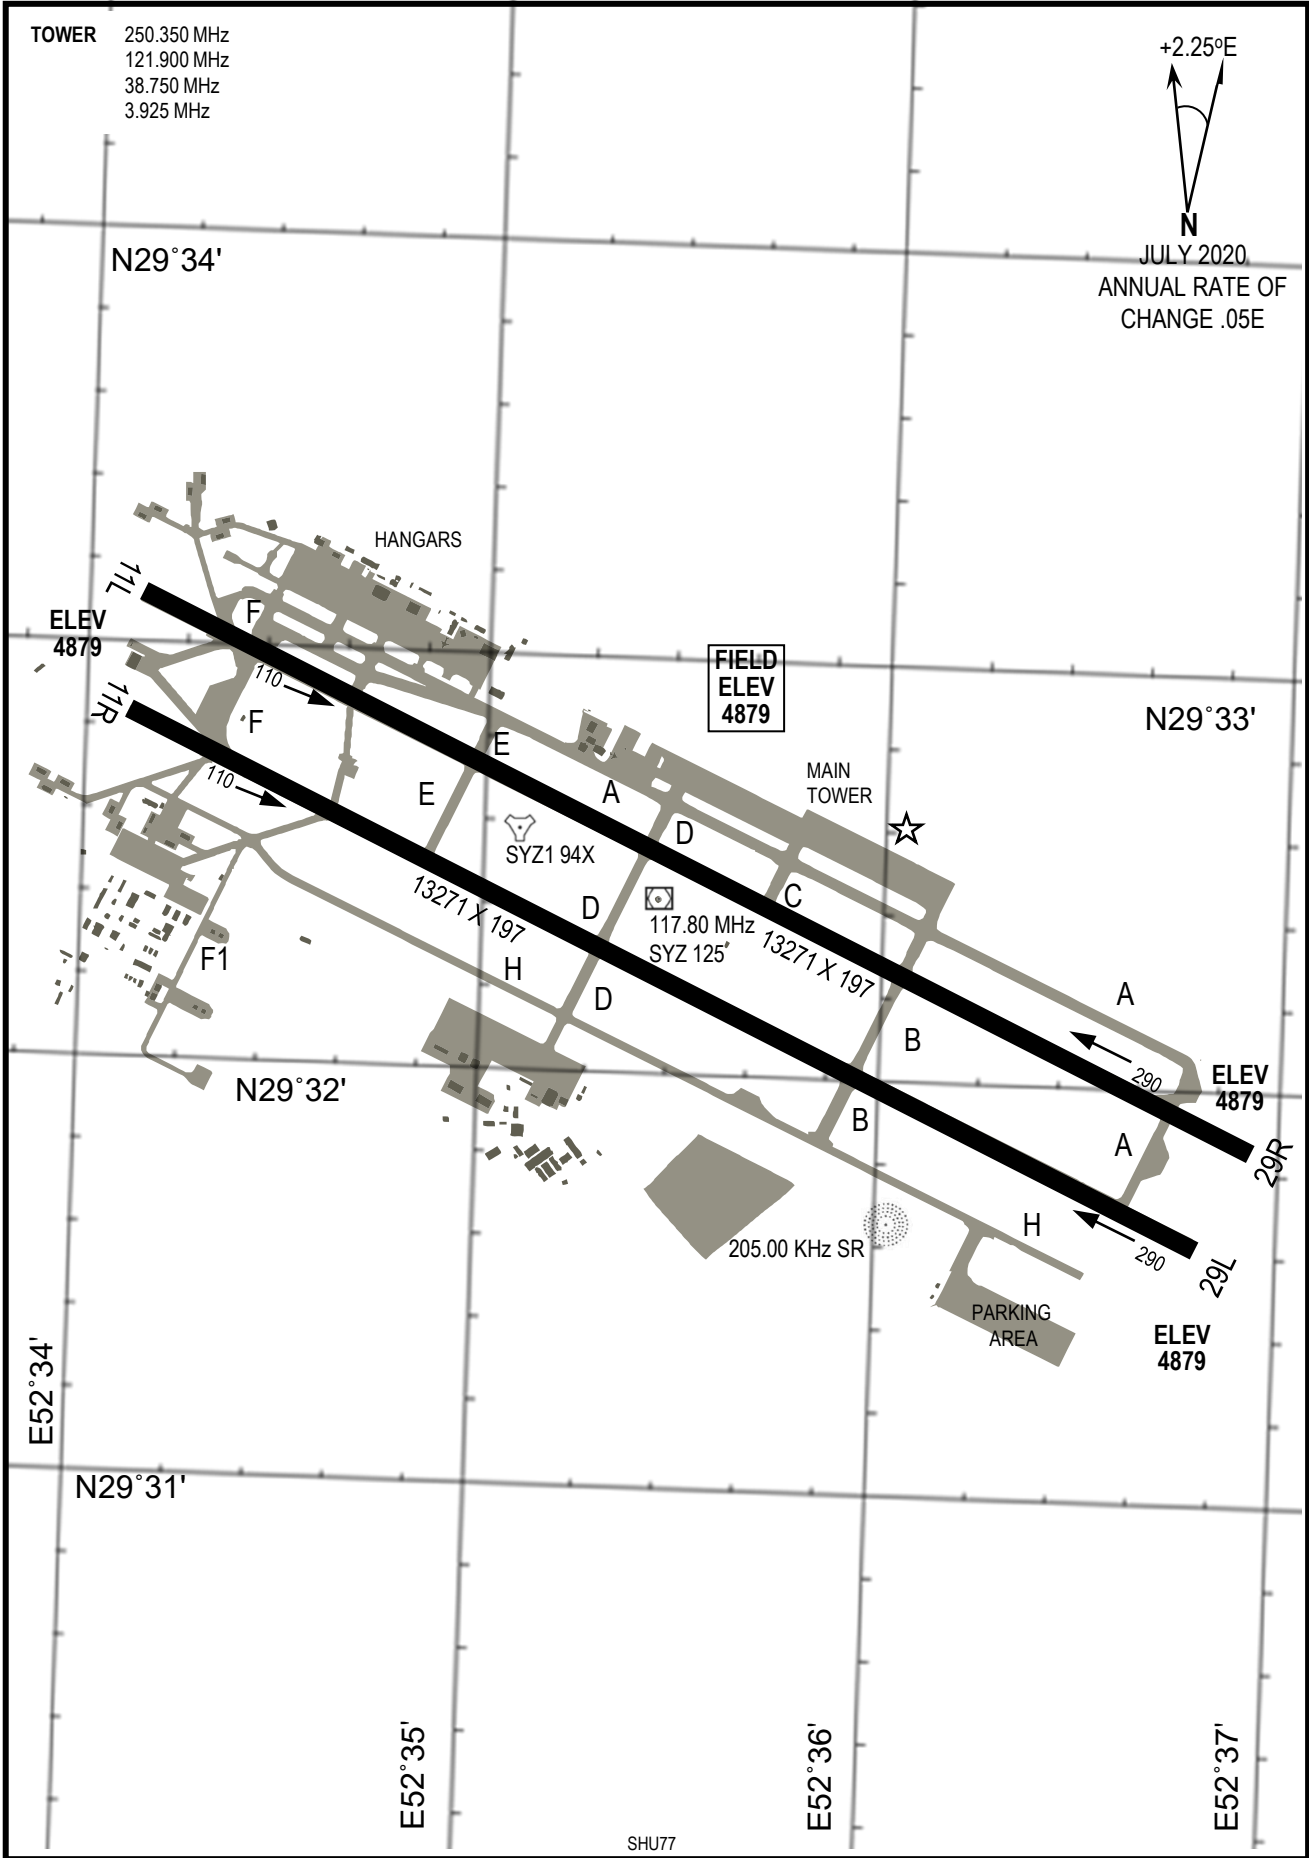 TOWER 250.350 MHz
121.900 MHz
38.750 MHz
3.925 MHz
+2.25°E
N
JULY 2020
ANNUAL RATE OF
CHANGE .05E
N29°34'
HANGARS
11L
ELEV
4879
F
110
11R
F
FIELD
ELEV
4879
N29°33'
E
110
E
A
MAIN
TOWER
D
SYZ1 94X
13271 X 197
D
C
117.80 MHz
SYZ 125'
13271 X 197
F1
H
D
A
B
290
ELEV
4879
N29°32'
B
A
29R
H
205.00 KHz SR
290
29L
PARKING
AREA
ELEV
4879
E52°34'
N29°31'
E52°35'
E52°36'
E52°37'
SHU77